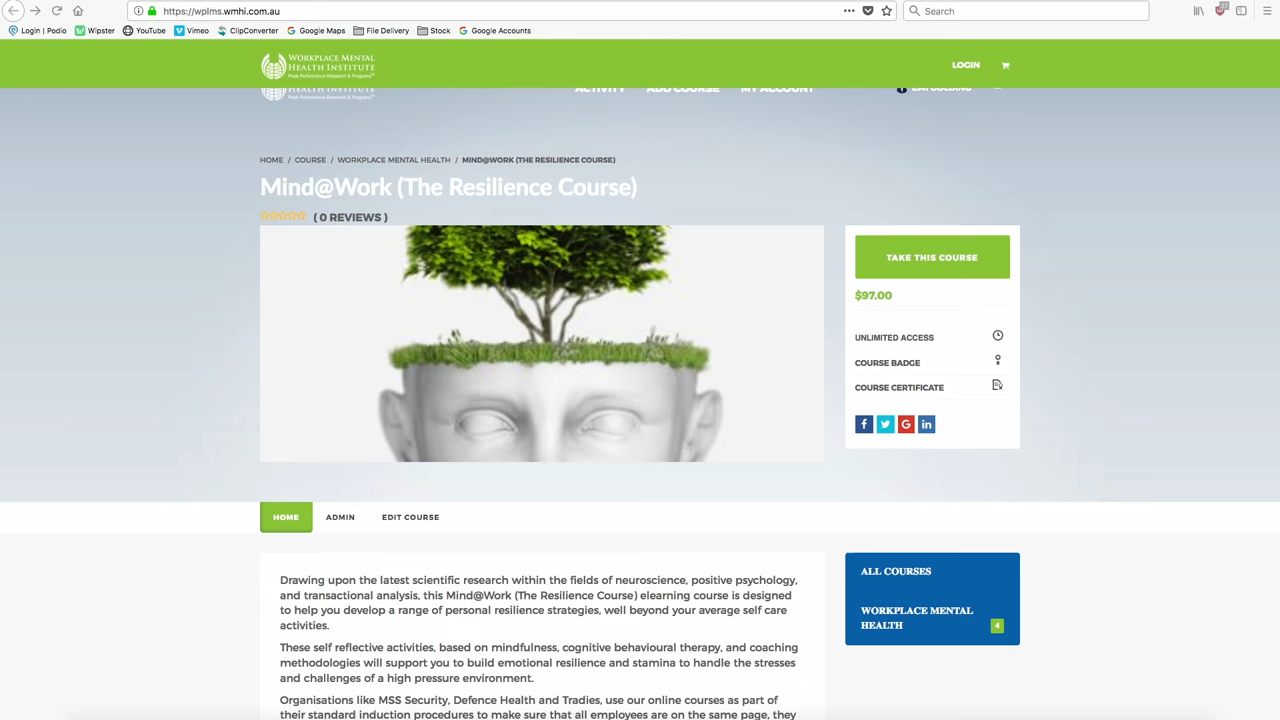 https://wplms.wmhi.com.au
Search
Login | Podio
Wipster
YouTube
Vimeo
ClipConverter
Google Maps
File Delivery
Stock
Google Accounts
WORKPLACE MENTAL
HEALTH INSTITUTE
Peak Performance Research & Programs™
LOGIN
HEALTH INSTITUTE
Peak Performance Research & Programs™
ACTIVITY
ADD COURSE
MY ACCOUNT
HOME / COURSE / WORKPLACE MENTAL HEALTH / MIND@WORK (THE RESILIENCE COURSE)
Mind@Work (The Resilience Course)
( 0 REVIEWS )
TAKE THIS COURSE
$97.00
UNLIMITED ACCESS
COURSE BADGE
COURSE CERTIFICATE
HOME
ADMIN
EDIT COURSE
Drawing upon the latest scientific research within the fields of neuroscience, positive psychology,
and transactional analysis, this Mind@Work (The Resilience Course) elearning course is designed
to help you develop a range of personal resilience strategies, well beyond your average self care
activities.
These self reflective activities, based on mindfulness, cognitive behavioural therapy, and coaching
methodologies will support you to build emotional resilience and stamina to handle the stresses
and challenges of a high pressure environment.
Organisations like MSS Security, Defence Health and Tradies, use our online courses as part of
their standard induction procedures to make sure that all employees are on the same page, they
ALL COURSES
WORKPLACE MENTAL
HEALTH
4